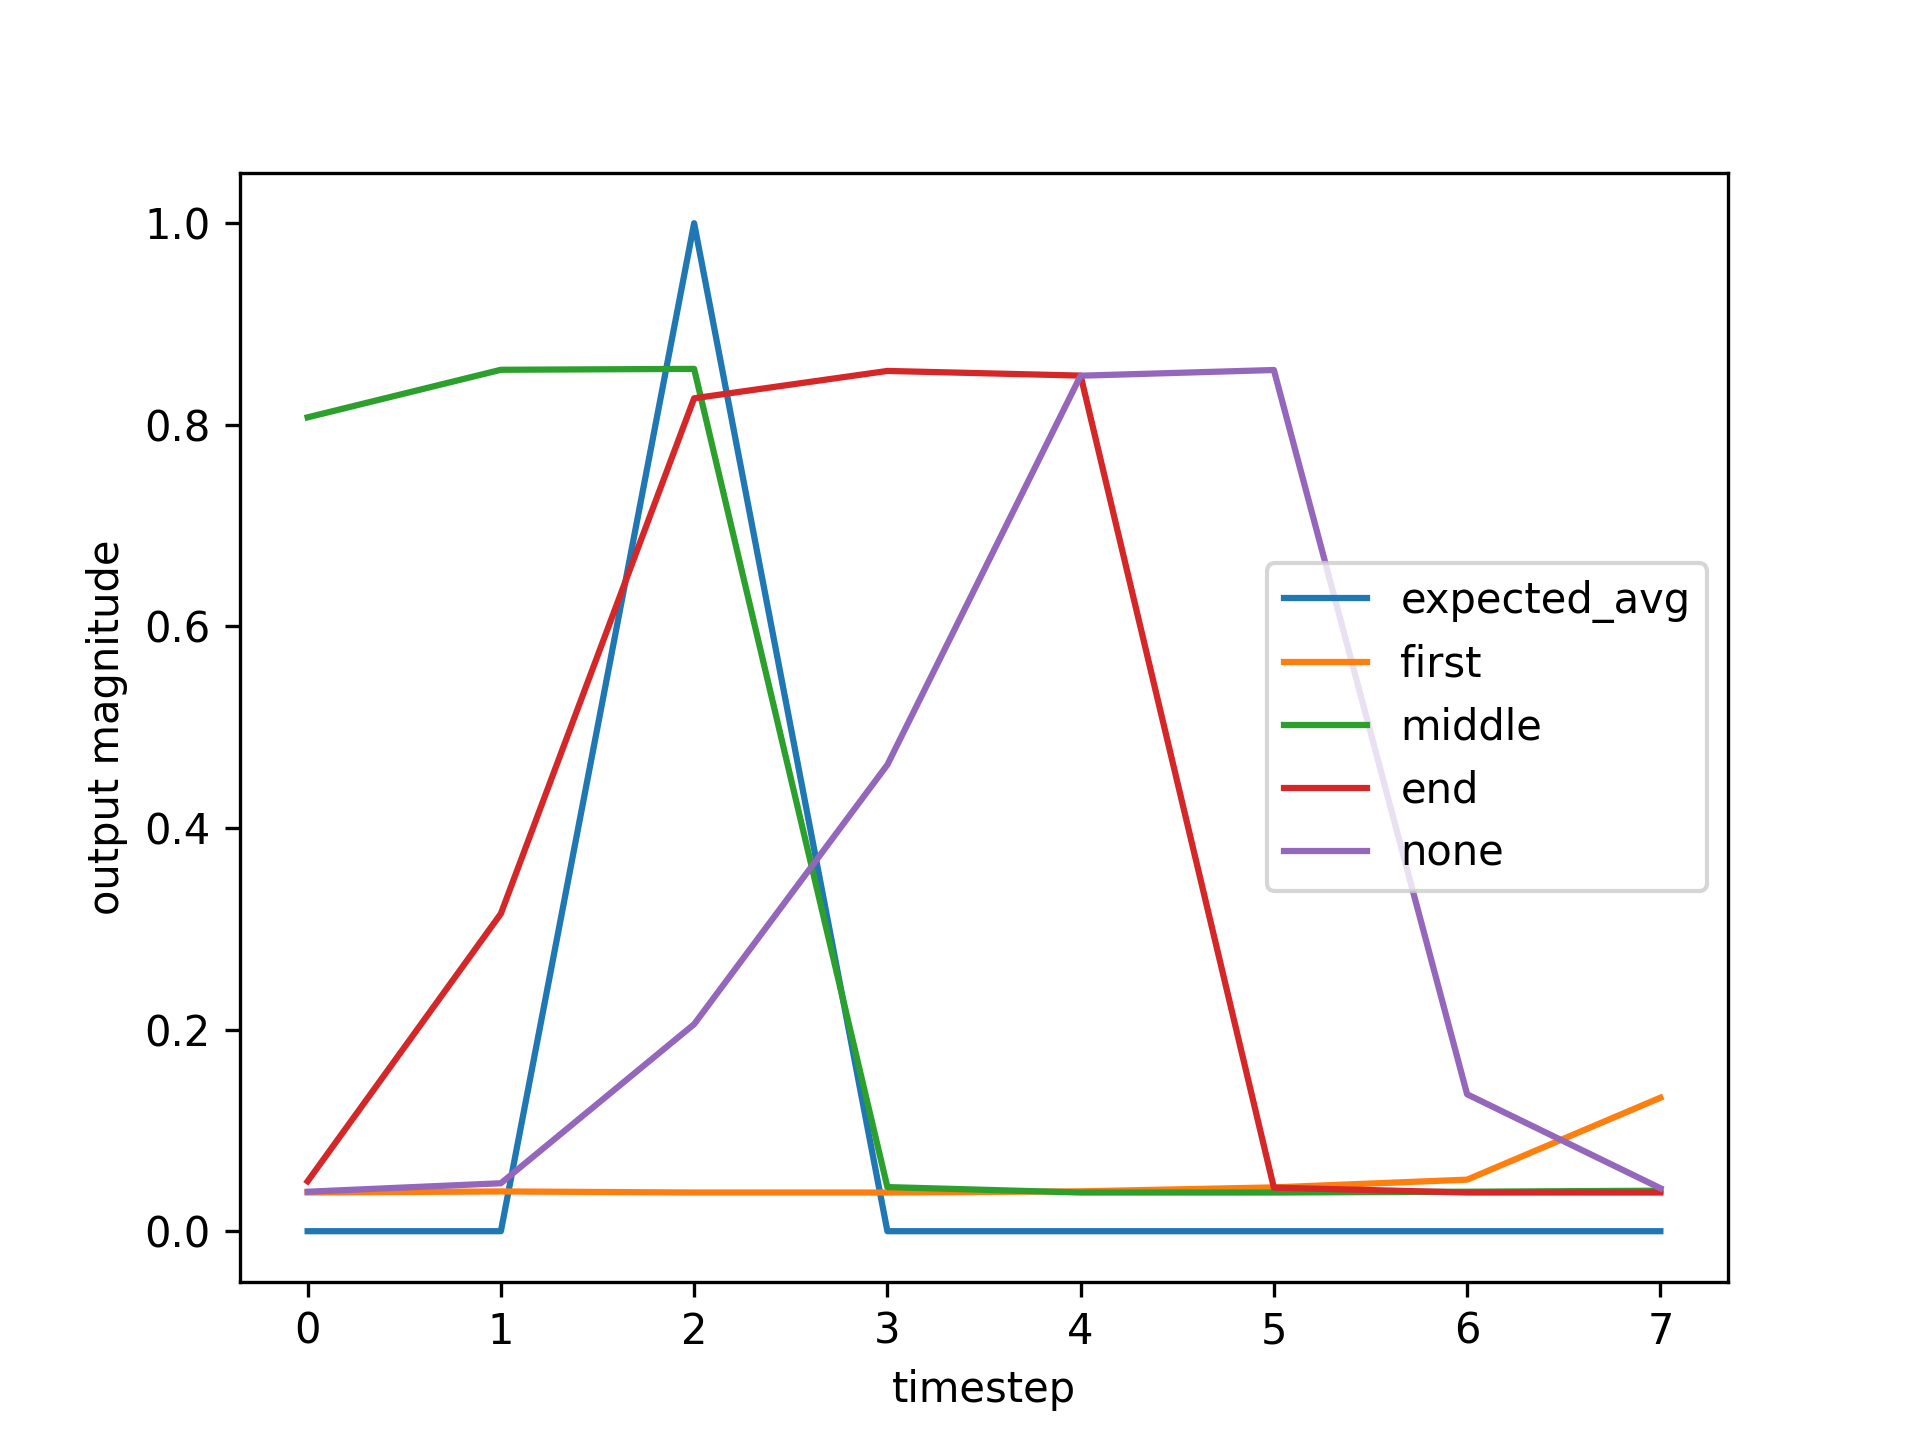 1.0
0.8
0.6
0.4
0.2
0.0
output magnitude
expected_avg
first
middle
end
none
0 1 2 3 4 5 6 7
timestep